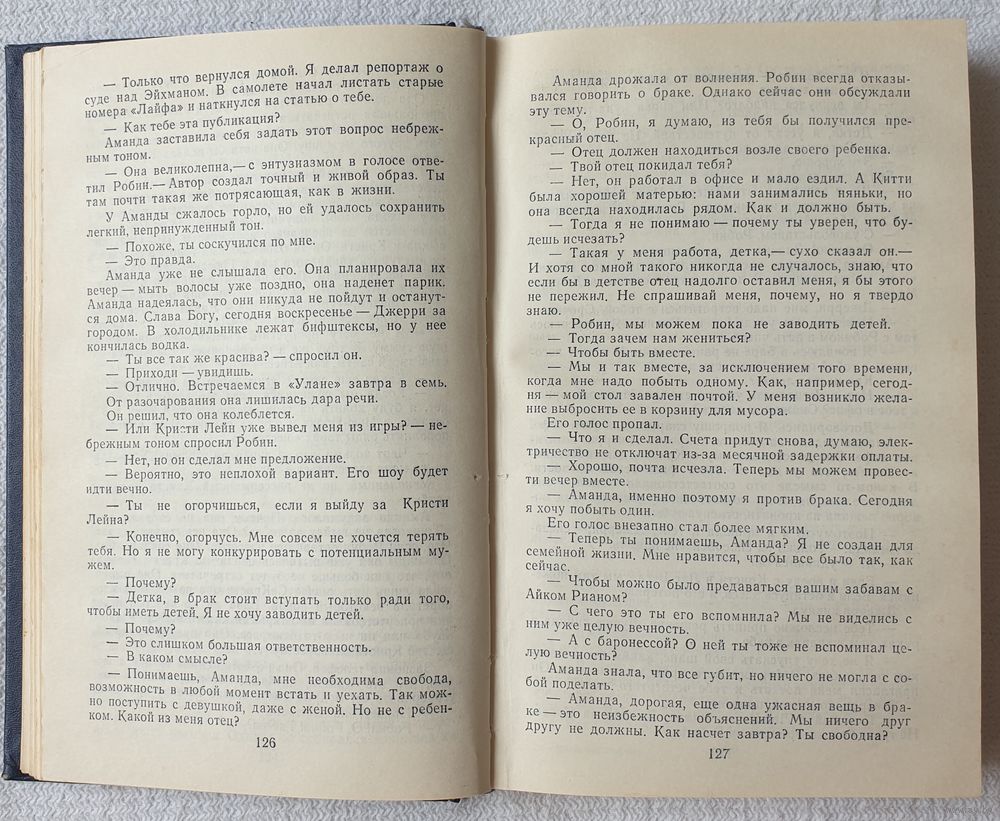 — Только что вернулся домой. Я делал репортаж о
суде над Эйхманом. В самолете начал листать старые
номера «Лайфа» и наткнулся на статью о тебе.
— Как тебе эта публикация?
Аманда заставила себя задать этот вопрос небреж-
ным тоном.
— Она великолепна,— с энтузиазмом в голосе отве-
тил Робин.— Автор создал точный и живой образ. Ты
там почти такая же потрясающая, как в жизни.
У Аманды сжалось горло, но ей удалось сохранить
легкий, непринужденный тон.
— Похоже, ты соскучился по мне.
— Это правда.
Аманда уже не слышала его. Она планировала их
вечер — мыть волосы уже поздно, она наденет парик.
Аманда надеялась, что они никуда не пойдут и останут-
ся дома. Слава Богу, сегодня воскресенье — Джерри за
городом. В холодильнике лежат бифштексы, но у нее
кончилась водка.
— Ты все так же красива? — спросил он.
— Приходи — увидишь.
— Отлично. Встречаемся в «Улане» завтра в семь.
От разочарования она лишилась дара речи.
Он решил, что она колеблется.
— Или Кристи Лейн уже вывел меня из игры? — не-
брежным тоном спросил Робин.
— Нет, но он сделал мне предложение.
— Вероятно, это неплохой вариант. Его шоу будет
идти вечно.
— Ты не огорчишься, если я выйду за Кристи
Лейна?
— Конечно, огорчусь. Мне совсем не хочется терять
тебя. Но я не могу конкурировать с потенциальным му-
жем.
— Почему?
— Детка, в брак стоит вступать только ради того,
чтобы иметь детей. Я не хочу заводить детей.
— Почему?
— Это слишком большая ответственность.
— В каком смысле?
— Понимаешь, Аманда, мне необходима свобода,
возможность в любой момент встать и уехать. Так мож-
но поступить с девушкой, даже с женой. Но не с ребен-
ком. Какой из меня отец?
126
Аманда дрожала от волнения. Робин всегда отказы-
вался говорить о браке. Однако сейчас они обсуждали
эту тему.
— О, Робин, я думаю, из тебя бы получился пре-
красный отец.
— Отец должен находиться возле своего ребенка.
— Твой отец покидал тебя?
— Нет, он работал в офисе и мало ездил. А Китти
была хорошей матерью: нами занимались няньки, но
она всегда находилась рядом. Как и должно быть.
— Тогда я не понимаю — почему ты уверен, что бу-
дешь исчезать?
— Такая у меня работа, детка,— сухо сказал он.—
И хотя со мной такого никогда не случалось, знаю, что
если бы в детстве отец надолго оставил меня, я бы этого
не пережил. Не спрашивай меня, почему, но я твердо
знаю.
— Робин, мы можем пока не заводить детей.
— Тогда зачем нам жениться?
— Чтобы быть вместе.
— Мы и так вместе, за исключением того времени,
когда мне надо побыть одному. Как, например, сегод-
ня — мой стол завален почтой. У меня возникло жела-
ние выбросить ее в корзину для мусора.
Его голос пропал.
— Что я и сделал. Счета придут снова, думаю, элек-
тричество не отключат из-за месячной задержки оплаты.
— Хорошо, почта исчезла. Теперь мы можем провес-
ти вечер вместе.
— Аманда, именно поэтому я против брака. Сегодня
я хочу побыть один.
Его голос внезапно стал более мягким.
— Теперь ты понимаешь, Аманда? Я не создан для
семейной жизни. Мне нравится, чтобы все было так, как
сейчас.
— Чтобы можно было предаваться вашим забавам с
Айком Рианом?
— С чего это ты его вспомнила? Мы не виделись с
ним уже целую вечность.
— А с баронессой? О ней ты тоже не вспоминал це-
лую вечность?
Аманда знала, что все губит, но ничего не могла с со-
бой поделать.
— Аманда, дорогая, еще одна ужасная вещь в бра-
ке — это неизбежность объяснений. Мы ничего друг
другу не должны. Как насчет завтра? Ты свободна?
127